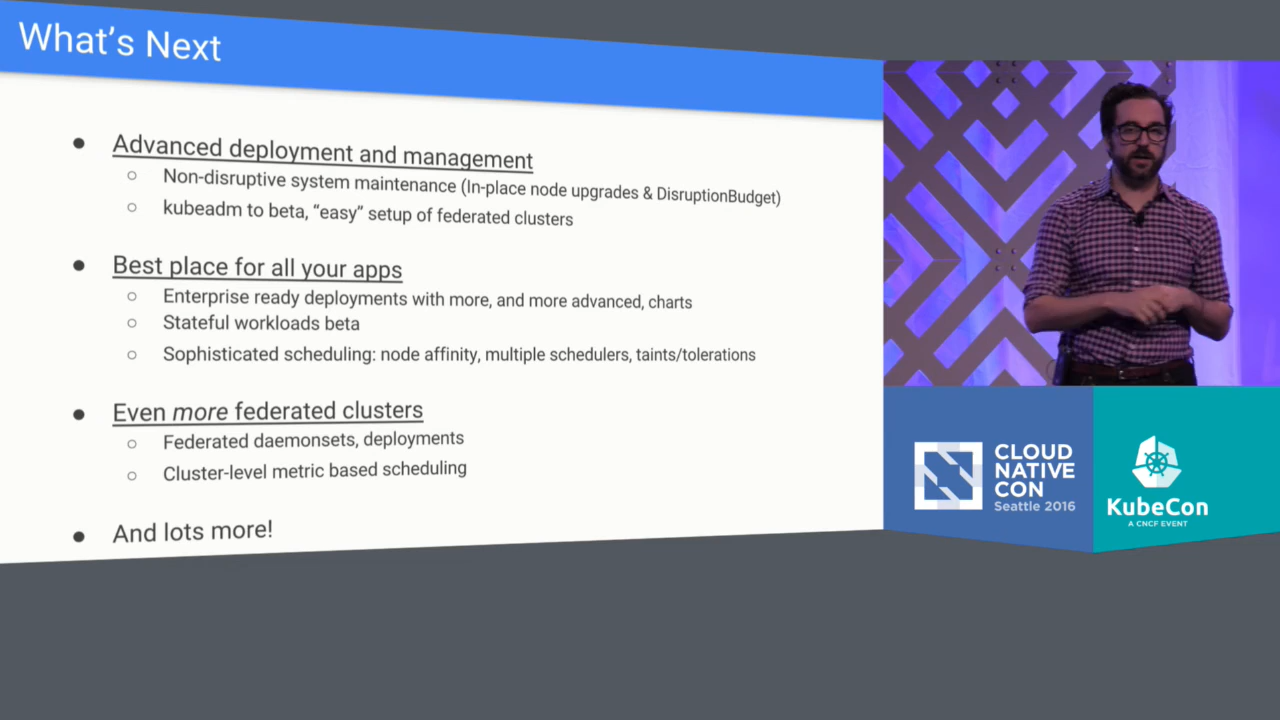 What's Next
Advanced deployment and management
Non-disruptive system maintenance (In-place node upgrades & DisruptionBudget)
kubeadm to beta, “easy” setup of federated clusters
Best place for all your apps
Enterprise ready deployments with more, and more advanced, charts
Stateful workloads beta
Sophisticated scheduling: node affinity, multiple schedulers, taints/tolerations
Even more federated clusters
Federated daemonsets, deployments
Cluster-level metric based scheduling
And lots more!
CLOUD
NATIVE
CON
Seattle 2016
KubeCon
A CNCF EVENT